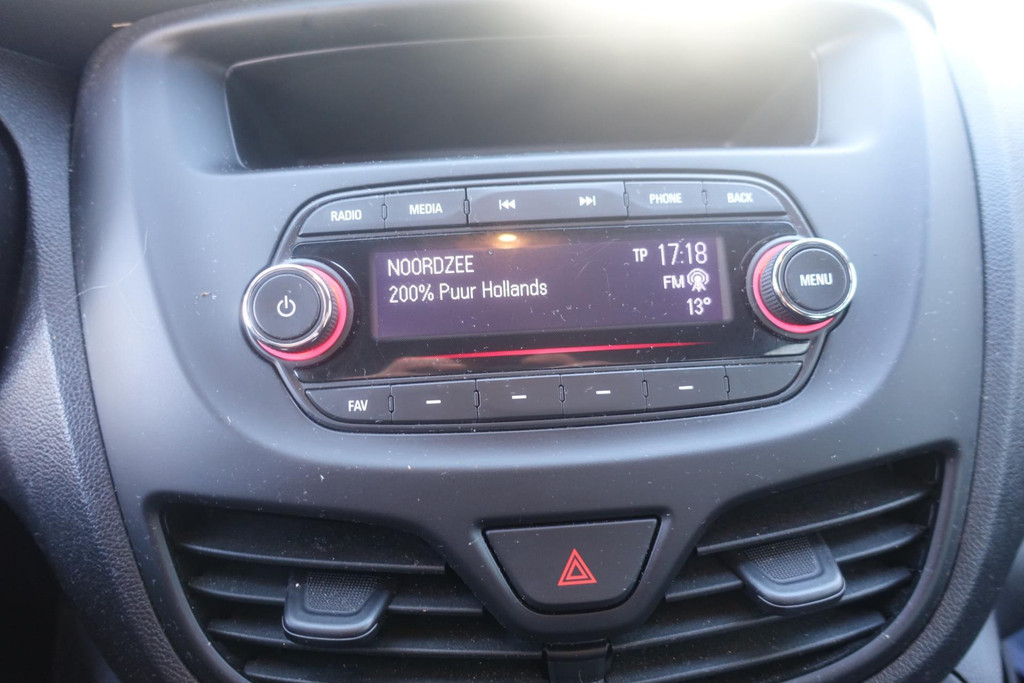 RADIO MEDIA PHONE BACK
NOORDZEE TP 17:18
200% Puur Hollands FM
13°
MENU
FAV